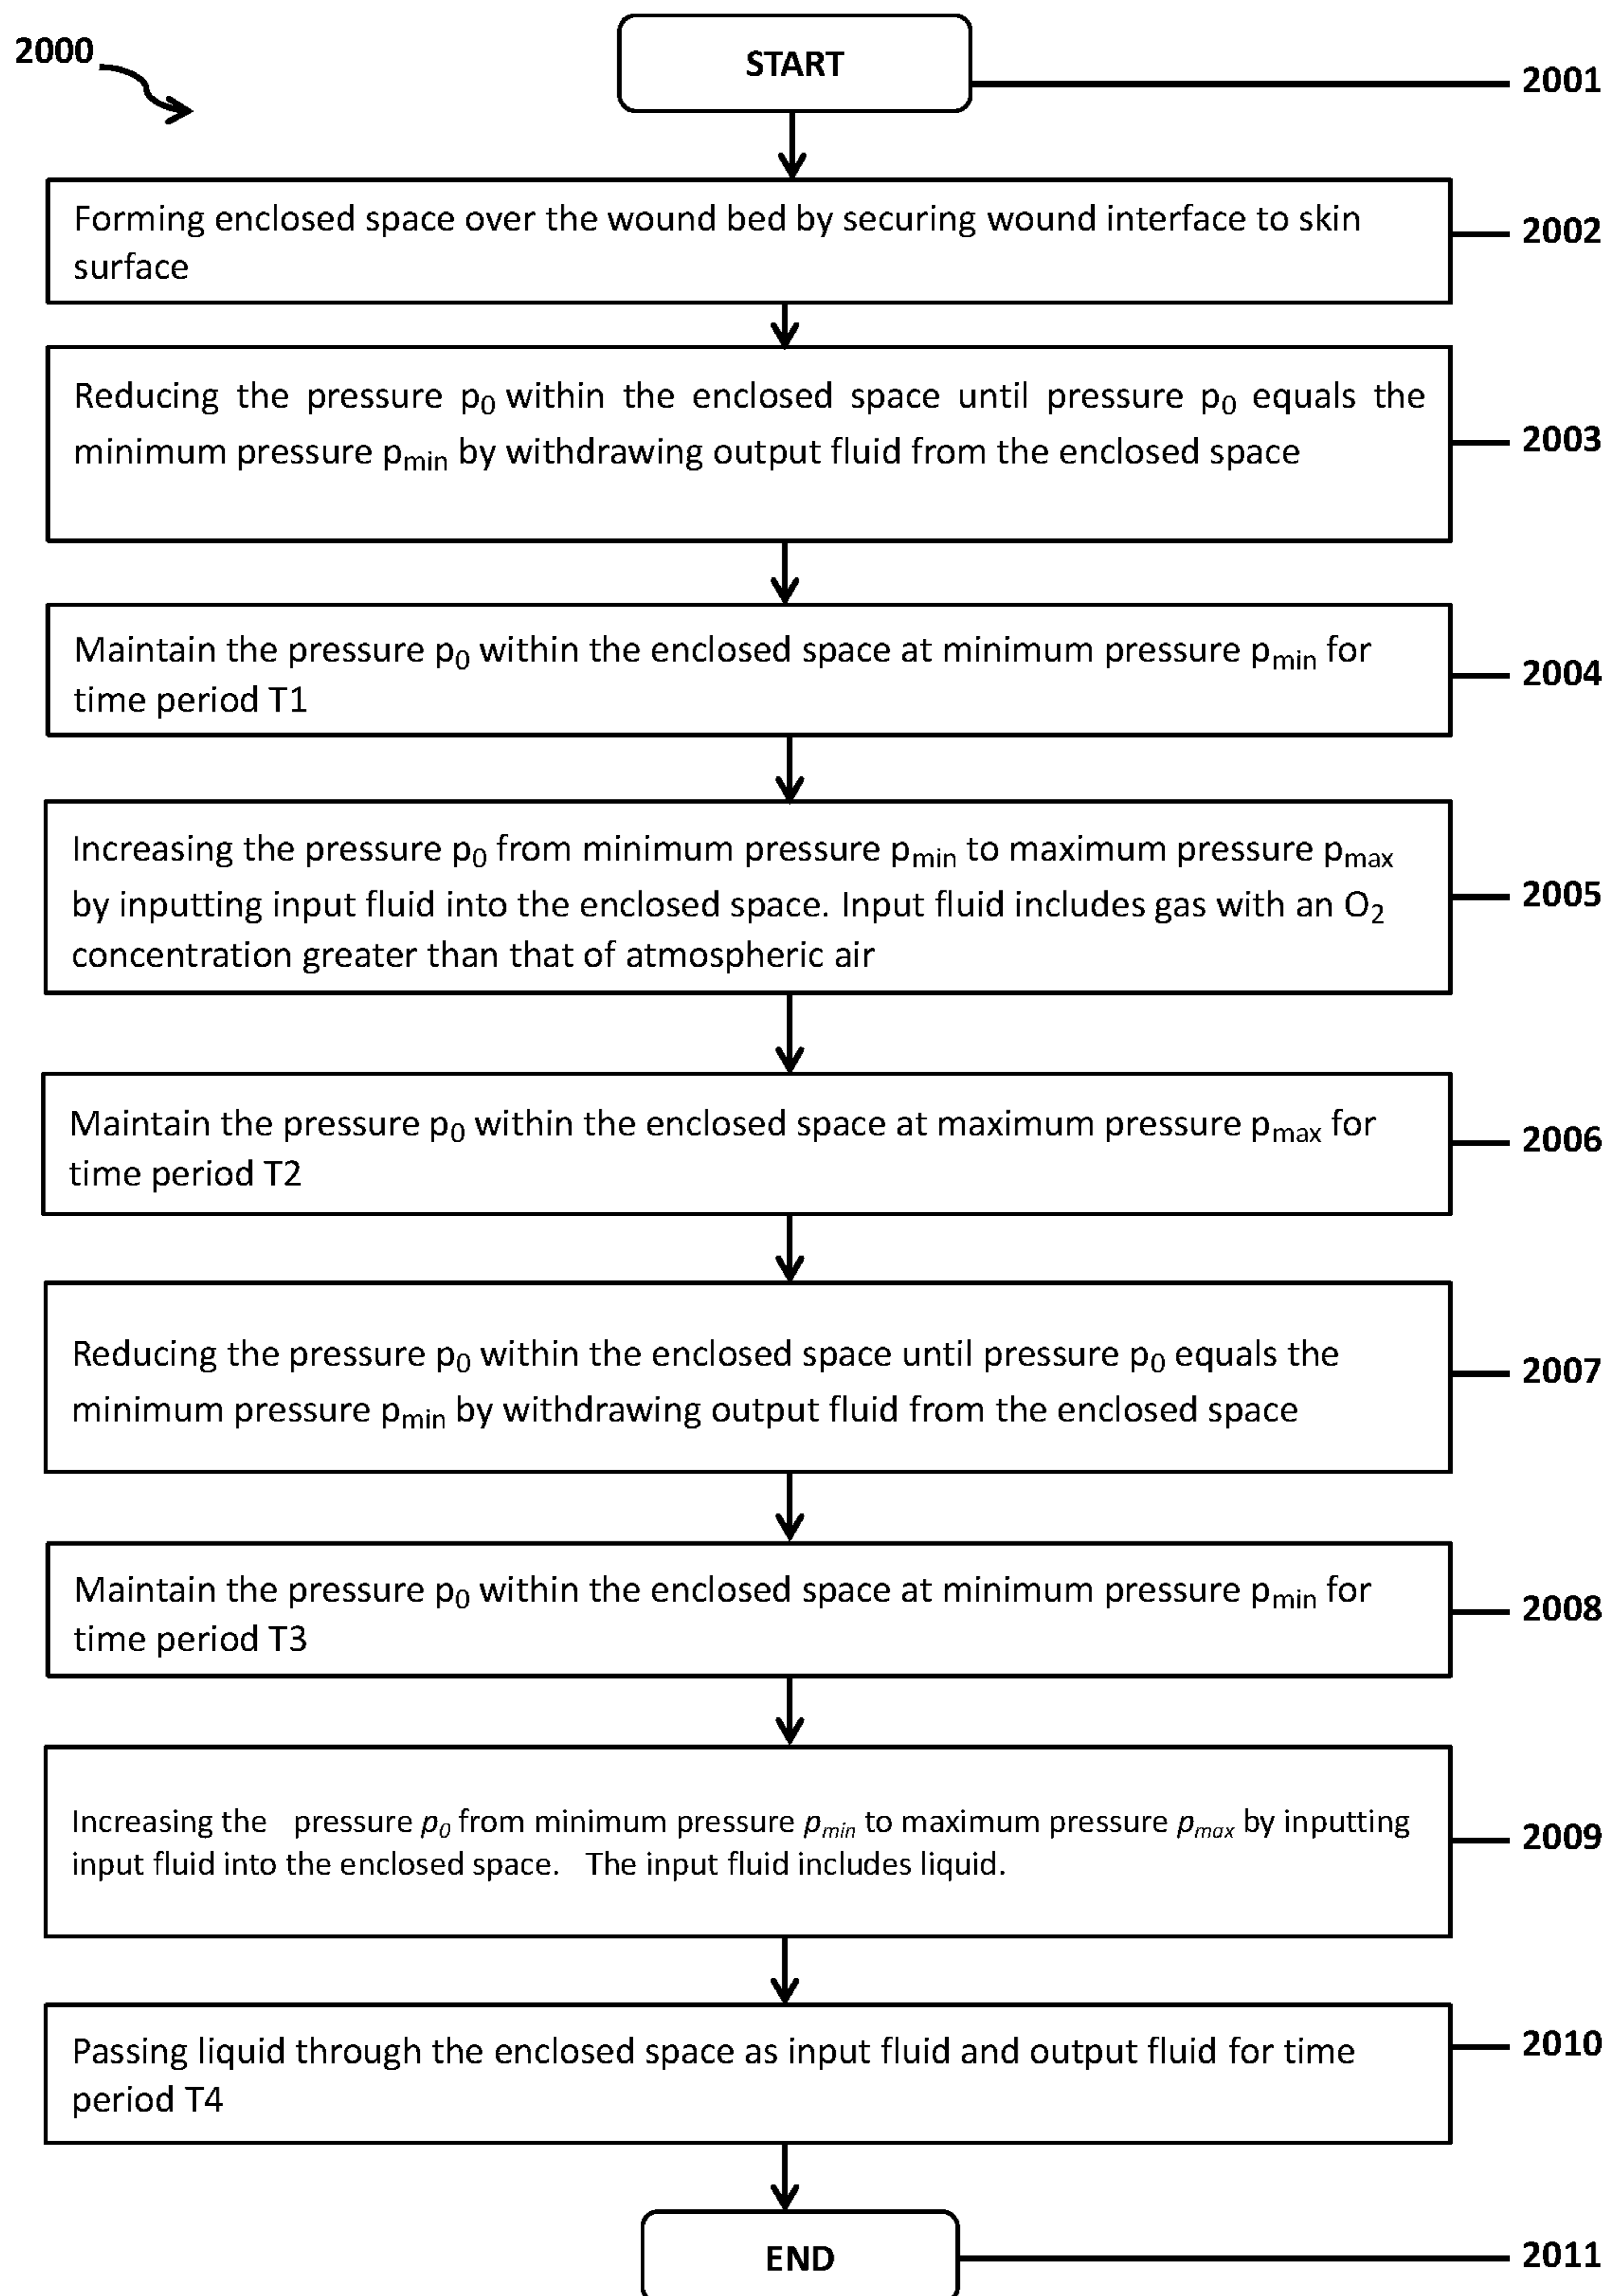 2000
START
2001
Forming enclosed space over the wound bed by securing wound interface to skin
surface
2002
Reducing the pressure p0 within the enclosed space until pressure p0 equals the
minimum pressure pmin by withdrawing output fluid from the enclosed space
2003
Maintain the pressure p0 within the enclosed space at minimum pressure pmin for
time period T1
2004
Increasing the pressure p0 from minimum pressure pmin to maximum pressure pmax
by inputting input fluid into the enclosed space. Input fluid includes gas with an O2
concentration greater than that of atmospheric air
2005
Maintain the pressure p0 within the enclosed space at maximum pressure pmax for
time period T2
2006
Reducing the pressure p0 within the enclosed space until pressure p0 equals the
minimum pressure pmin by withdrawing output fluid from the enclosed space
2007
Maintain the pressure p0 within the enclosed space at minimum pressure pmin for
time period T3
2008
Increasing the pressure p0 from minimum pressure pmin to maximum pressure pmax by inputting
input fluid into the enclosed space. The input fluid includes liquid.
2009
Passing liquid through the enclosed space as input fluid and output fluid for time
period T4
2010
END
2011